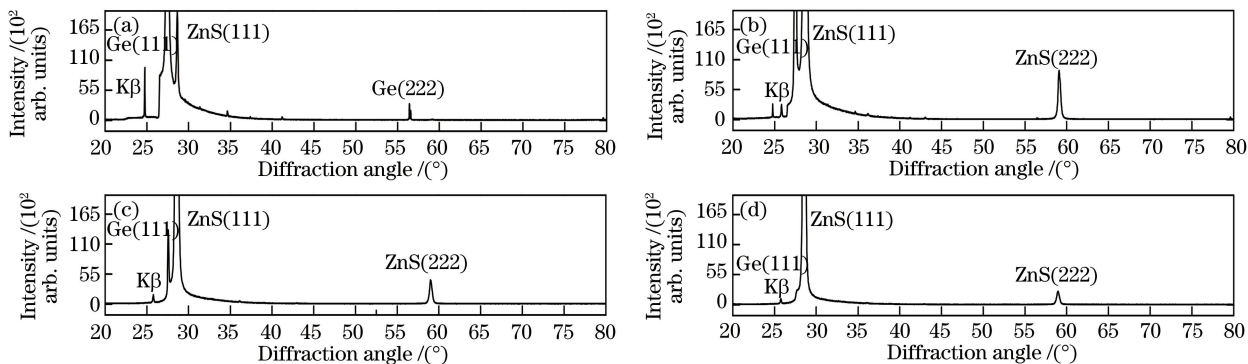 (a)
Ge(111)
ZnS(111)
Kβ
Ge(222)
165
110
55
0
Intensity /(10²
arb. units)
20 25 30 35 40 45 50 55 60 65 70 75 80
Diffraction angle /(°)
(b)
Ge(111)
ZnS(111)
Kβ
ZnS(222)
165
110
55
0
Intensity /(10²
arb. units)
20 25 30 35 40 45 50 55 60 65 70 75 80
Diffraction angle /(°)
(c)
Ge(111)
ZnS(111)
Kβ
ZnS(222)
165
110
55
0
Intensity /(10²
arb. units)
20 25 30 35 40 45 50 55 60 65 70 75 80
Diffraction angle /(°)
(d)
ZnS(111)
Ge(111)
Kβ
ZnS(222)
165
110
55
0
Intensity /(10²
arb. units)
20 25 30 35 40 45 50 55 60 65 70 75 80
Diffraction angle /(°)